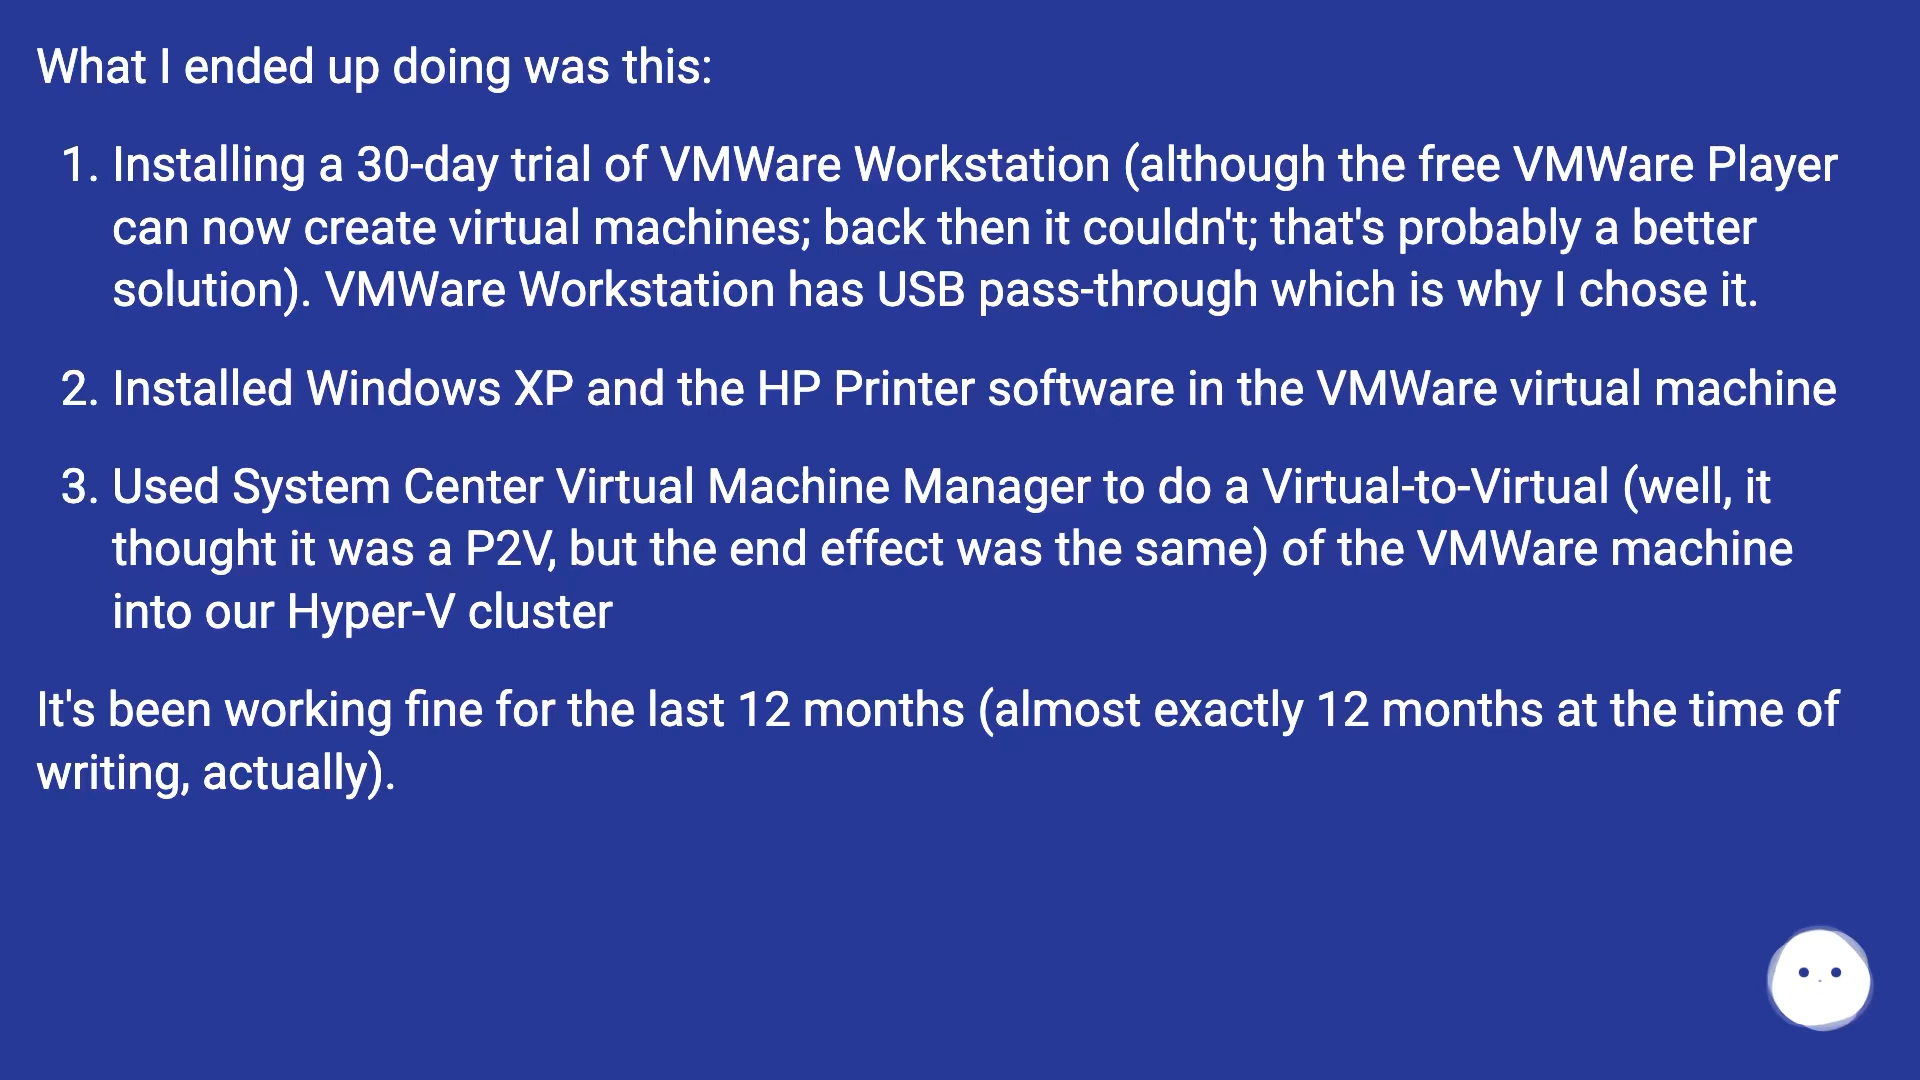 What I ended up doing was this:
1. Installing a 30-day trial of VMWare Workstation (although the free VMWare Player
can now create virtual machines; back then it couldn't; that's probably a better
solution). VMWare Workstation has USB pass-through which is why I chose it.
2. Installed Windows XP and the HP Printer software in the VMWare virtual machine
3. Used System Center Virtual Machine Manager to do a Virtual-to-Virtual (well, it
thought it was a P2V, but the end effect was the same) of the VMWare machine
into our Hyper-V cluster
It's been working fine for the last 12 months (almost exactly 12 months at the time of
writing, actually).